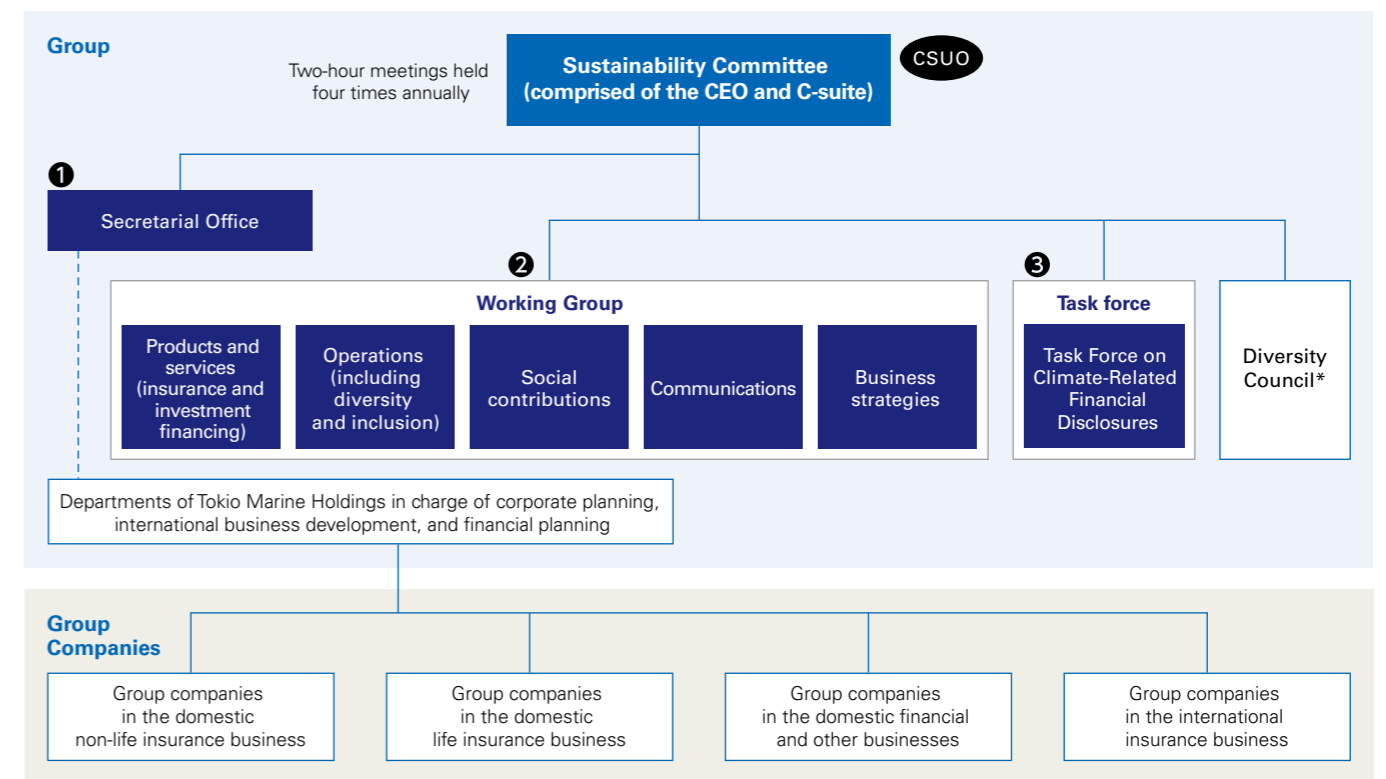 Group
Two-hour meetings held
four times annually
Sustainability Committee
(comprised of the CEO and C-suite)
CSUO
❶
Secretarial Office
❷
Working Group
Products and
services
(insurance and
investment
financing)
Operations
(including
diversity
and inclusion)
Social
contributions
Communications
Business
strategies
❸
Task force
Task Force on
Climate-Related
Financial
Disclosures
Diversity
Council*
Departments of Tokio Marine Holdings in charge of corporate planning,
international business development, and financial planning
Group
Companies
Group companies
in the domestic
non-life insurance business
Group companies
in the domestic
life insurance business
Group companies
in the domestic financial
and other businesses
Group companies
in the international
insurance business